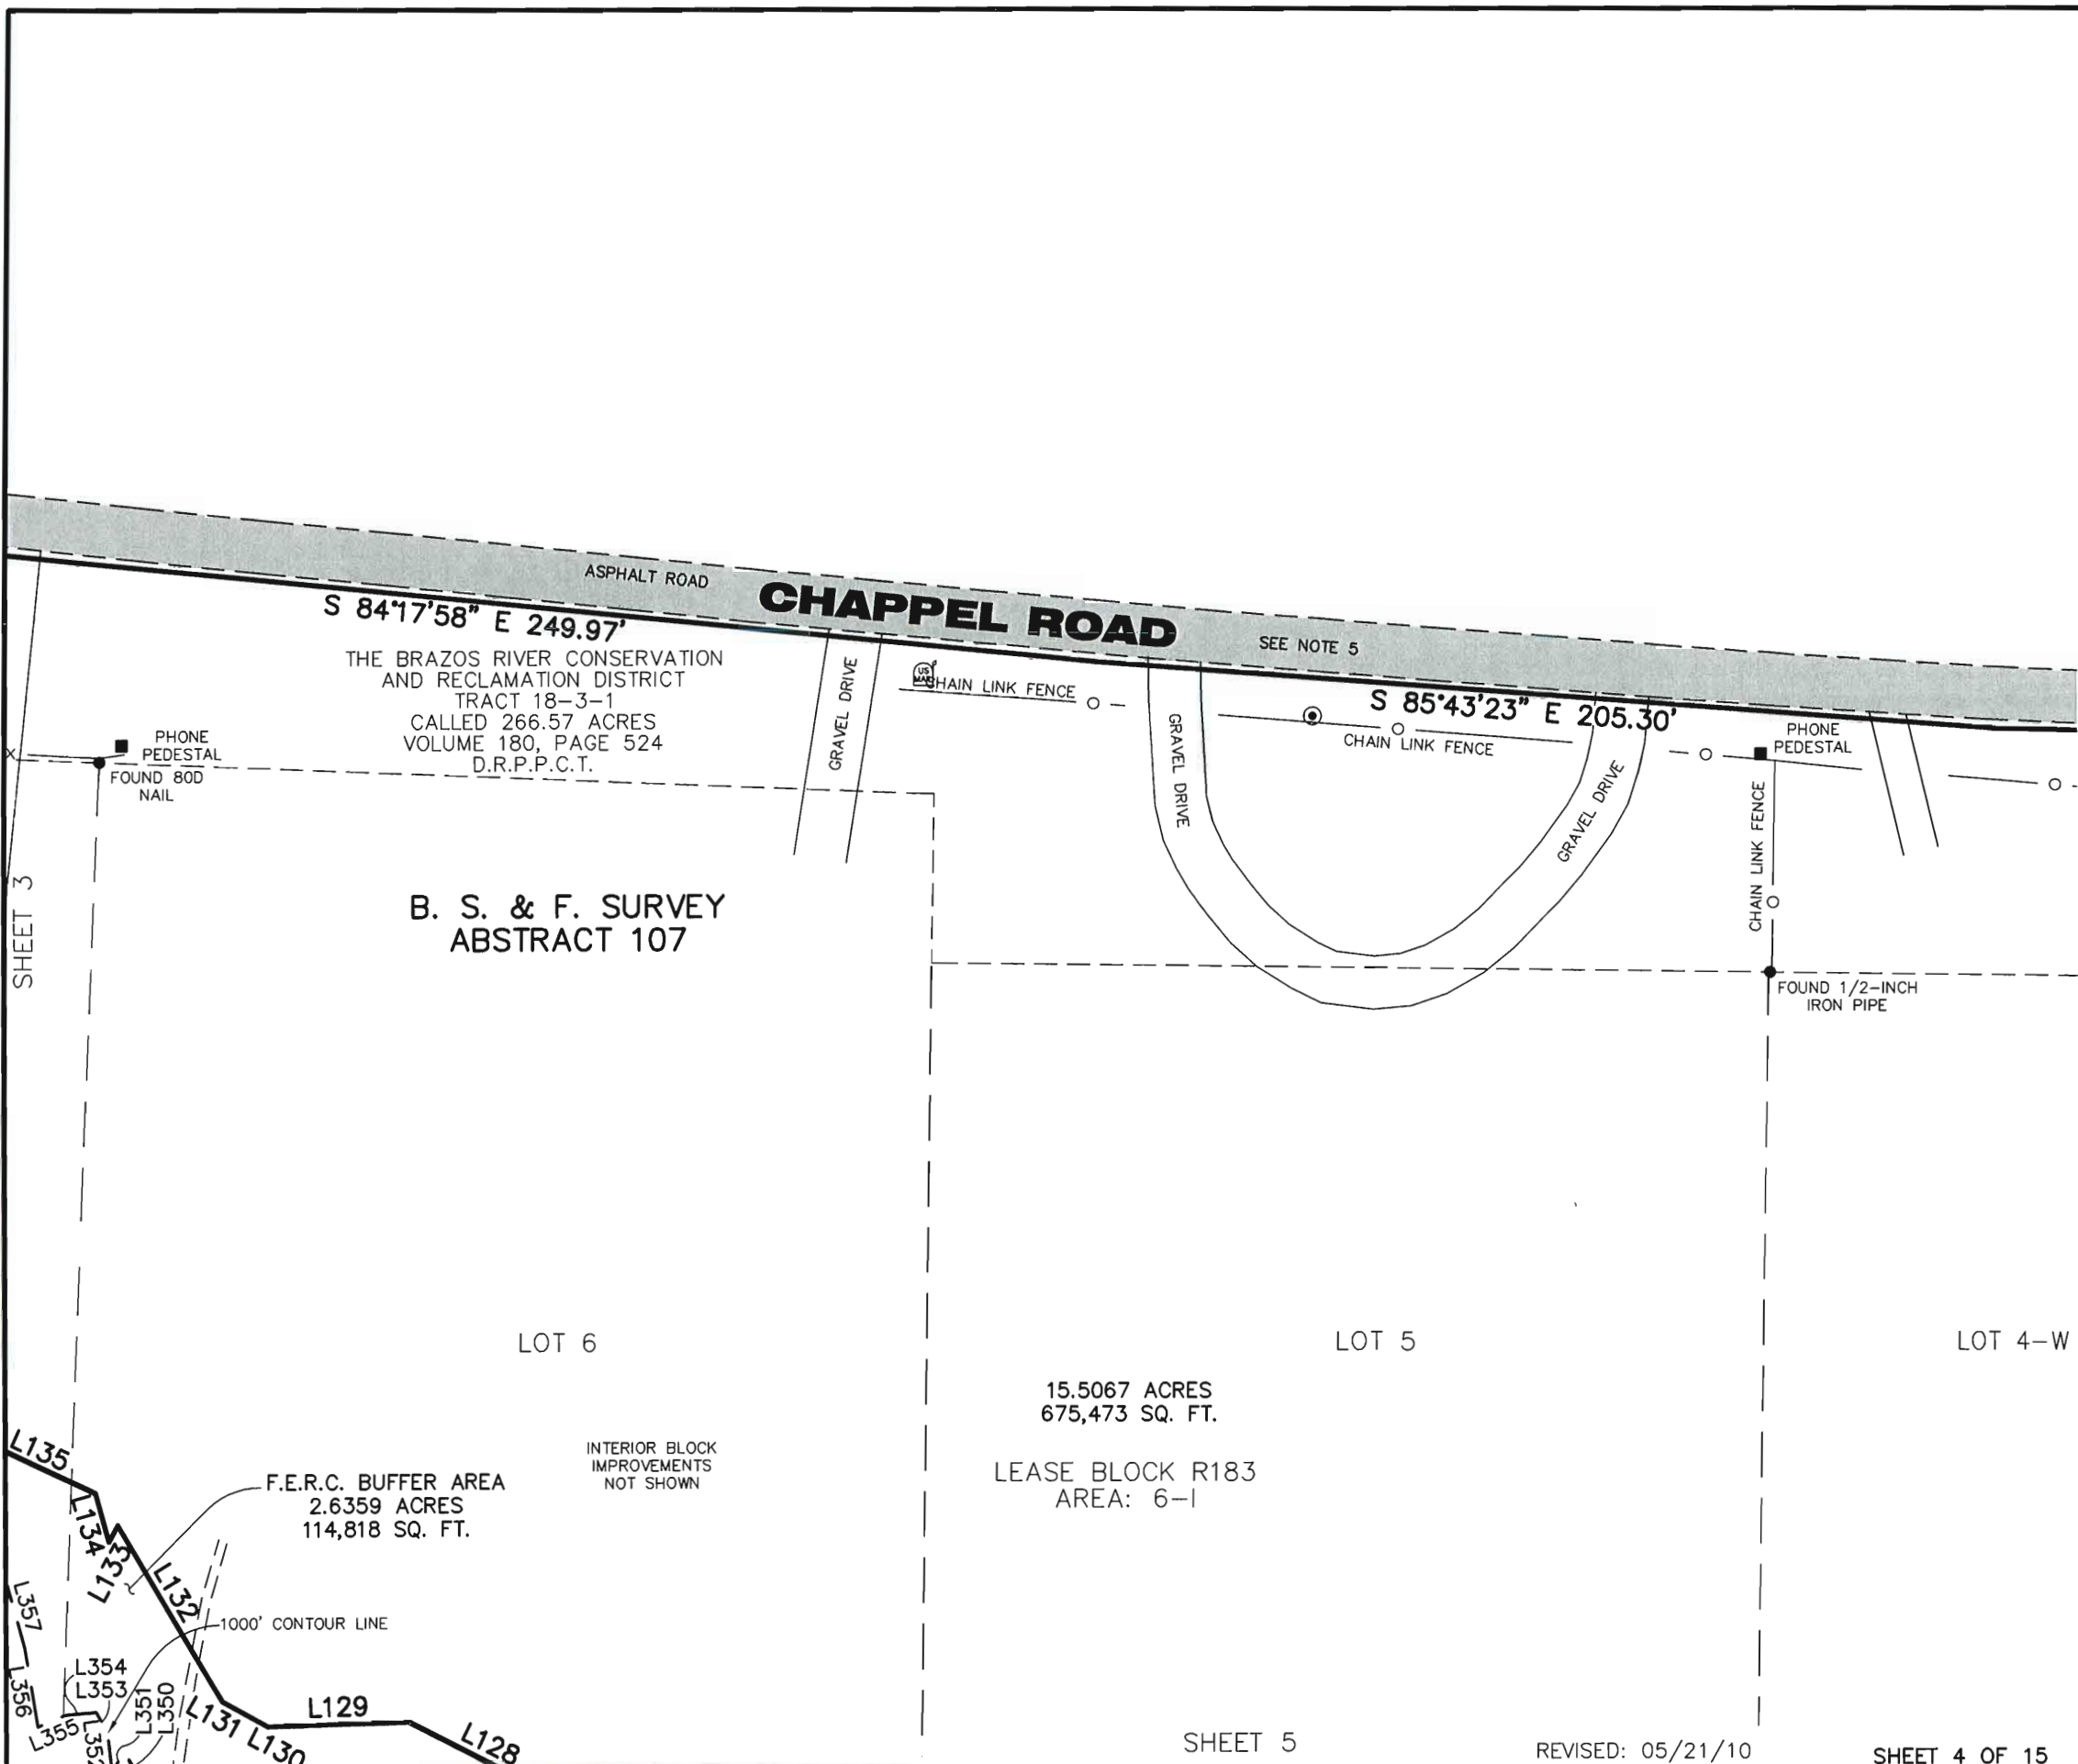 ASPHALT ROAD
CHAPPEL ROAD
SEE NOTE 5
S 84°17'58" E 249.97'
THE BRAZOS RIVER CONSERVATION
AND RECLAMATION DISTRICT
TRACT 18-3-1
CALLED 266.57 ACRES
VOLUME 180, PAGE 524
D.R.P.P.C.T.
GRAVEL DRIVE
US
MAIL
CHAIN LINK FENCE
GRAVEL DRIVE
S 85°43'23" E 205.30'
CHAIN LINK FENCE
GRAVEL DRIVE
PHONE
PEDESTAL
CHAIN LINK FENCE
X
PHONE
PEDESTAL
FOUND 80D
NAIL
SHEET 3
B. S. & F. SURVEY
ABSTRACT 107
FOUND 1/2-INCH
IRON PIPE
LOT 6
LOT 5
LOT 4-W
15.5067 ACRES
675,473 SQ. FT.
LEASE BLOCK R183
AREA: 6-I
INTERIOR BLOCK
IMPROVEMENTS
NOT SHOWN
F.E.R.C. BUFFER AREA
2.6359 ACRES
114,818 SQ. FT.
L135
L134
L133
L132
1000' CONTOUR LINE
L357
L356
L354
L353
L355
L351
L350
L131
L130
L129
L128
SHEET 5
REVISED: 05/21/10
SHEET 4 OF 15